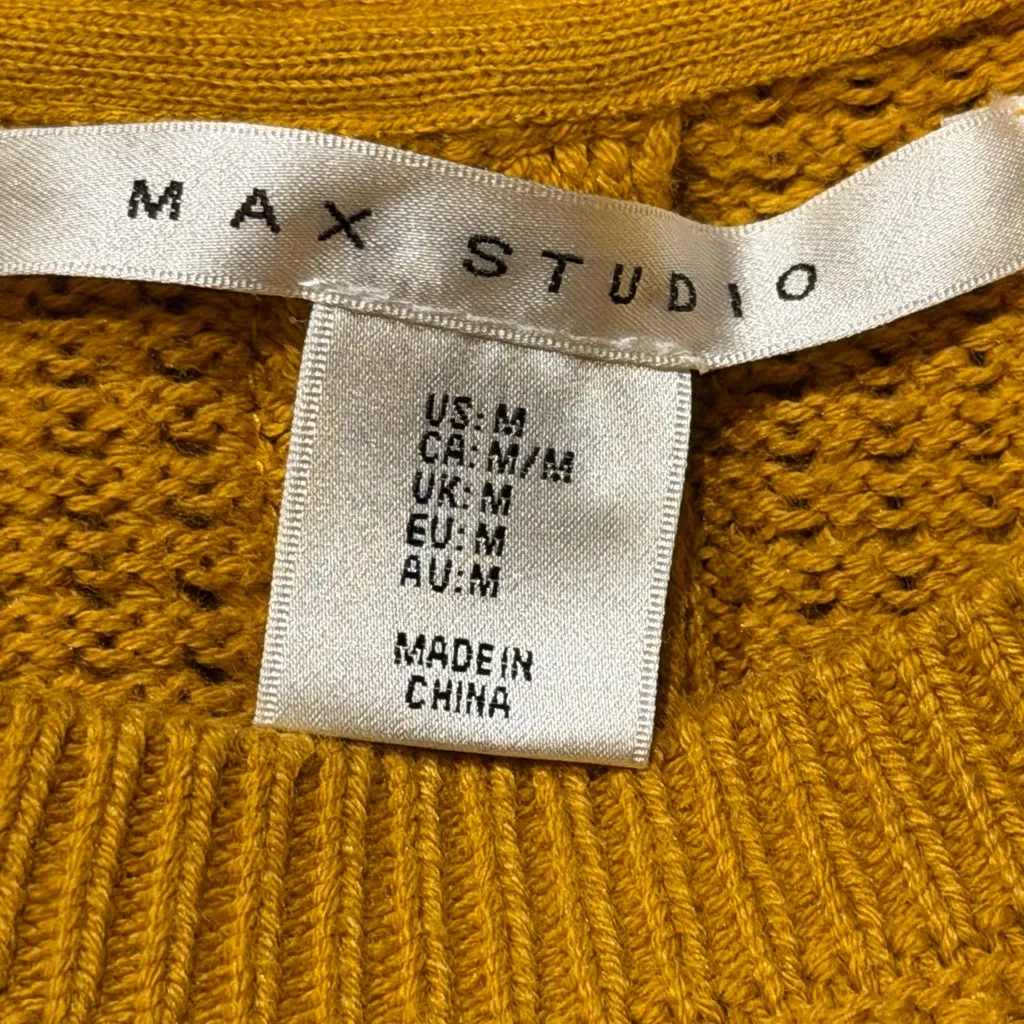 MAX STUDIO
US: M
CA: M/M
UK: M
EU: M
AU: M
MADE IN
CHINA